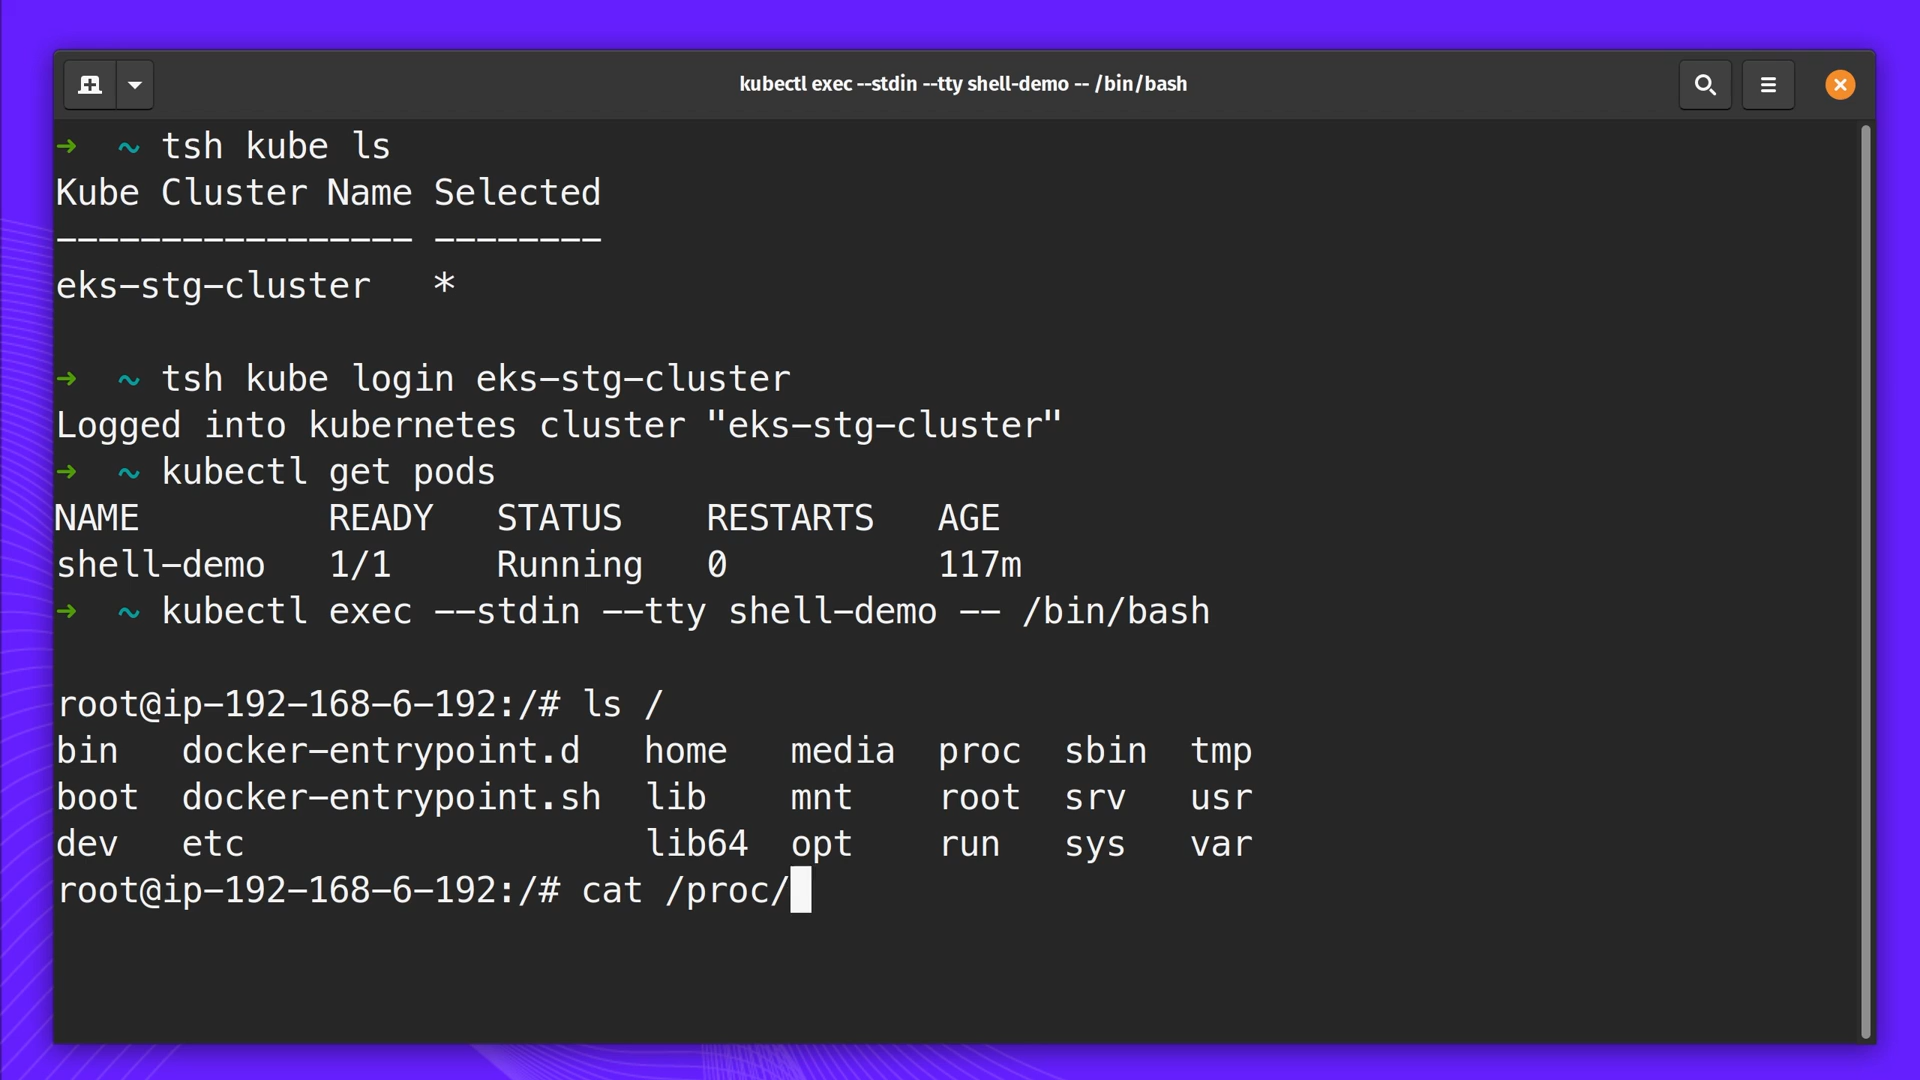 kubectl exec --stdin --tty shell-demo -- /bin/bash
➜  ~ tsh kube ls
Kube Cluster Name Selected
----------------- --------
eks-stg-cluster   *
➜  ~ tsh kube login eks-stg-cluster
Logged into kubernetes cluster "eks-stg-cluster"
➜  ~ kubectl get pods
NAME         READY   STATUS    RESTARTS   AGE
shell-demo   1/1     Running   0          117m
➜  ~ kubectl exec --stdin --tty shell-demo -- /bin/bash
root@ip-192-168-6-192:/# ls /
bin   docker-entrypoint.d   home   media  proc  sbin  tmp
boot  docker-entrypoint.sh  lib    mnt    root  srv   usr
dev   etc                   lib64  opt    run   sys   var
root@ip-192-168-6-192:/# cat /proc/